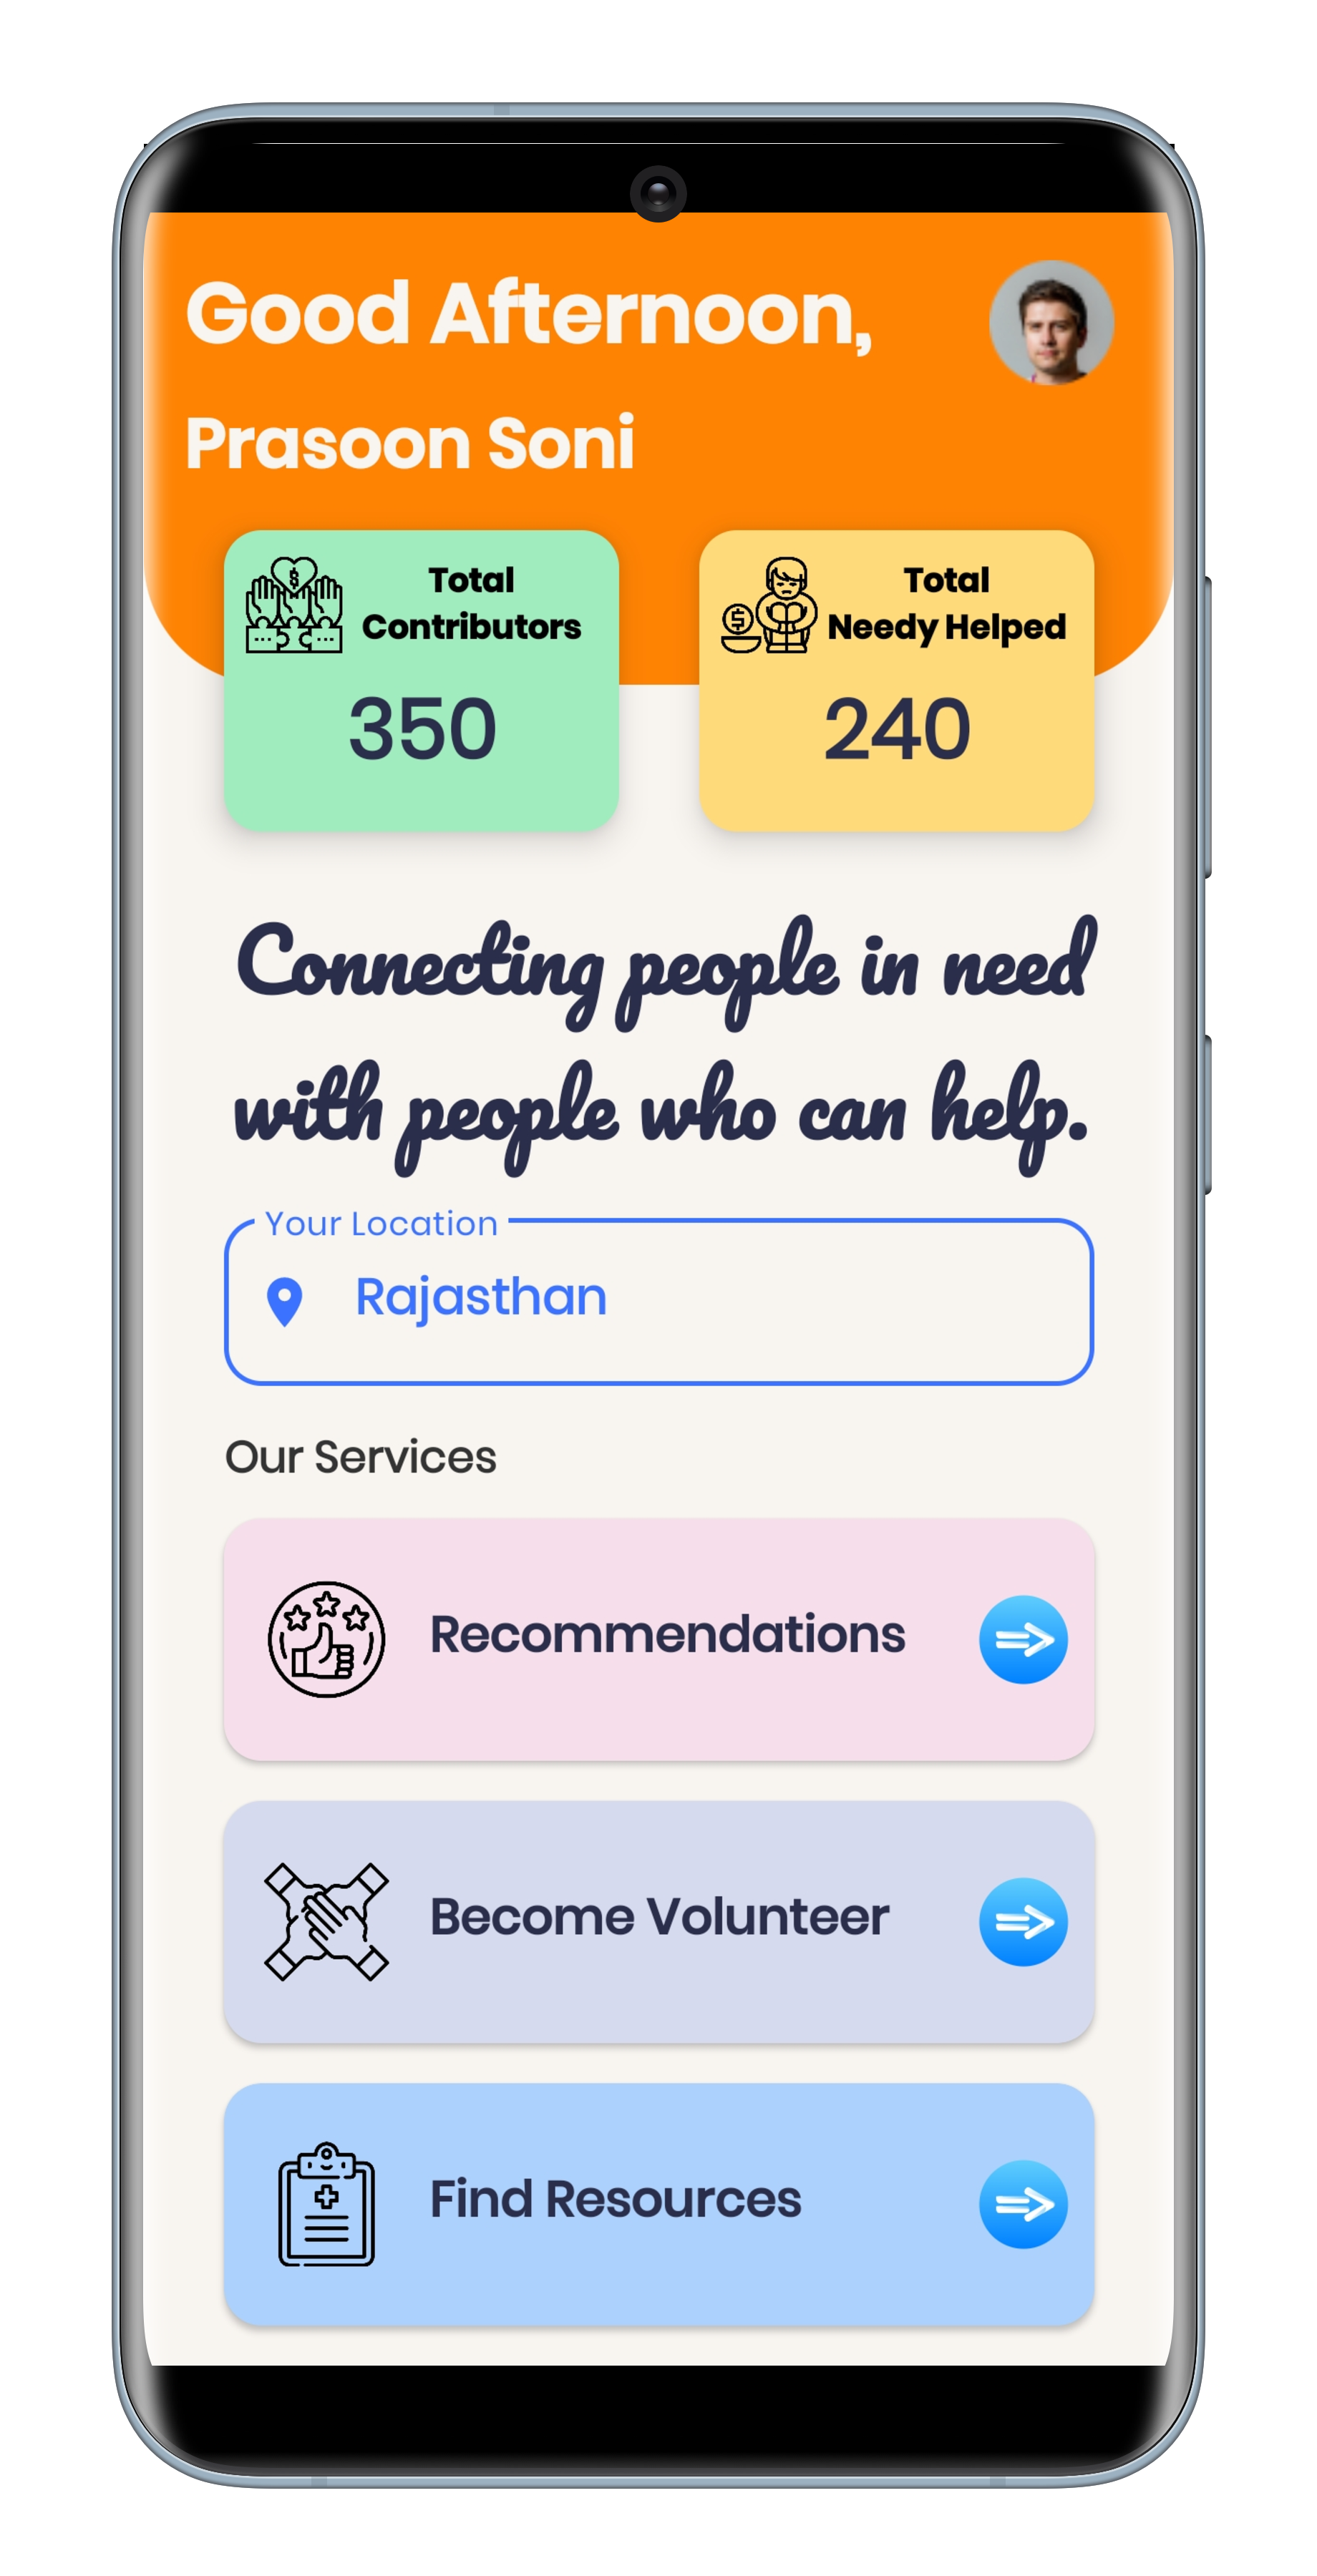 Good Afternoon,
Prasoon Soni
Total
Contributors
350
Total
Needy Helped
240
Connecting people in need
with people who can help.
Your Location
Rajasthan
Our Services
Recommendations
Become Volunteer
Find Resources